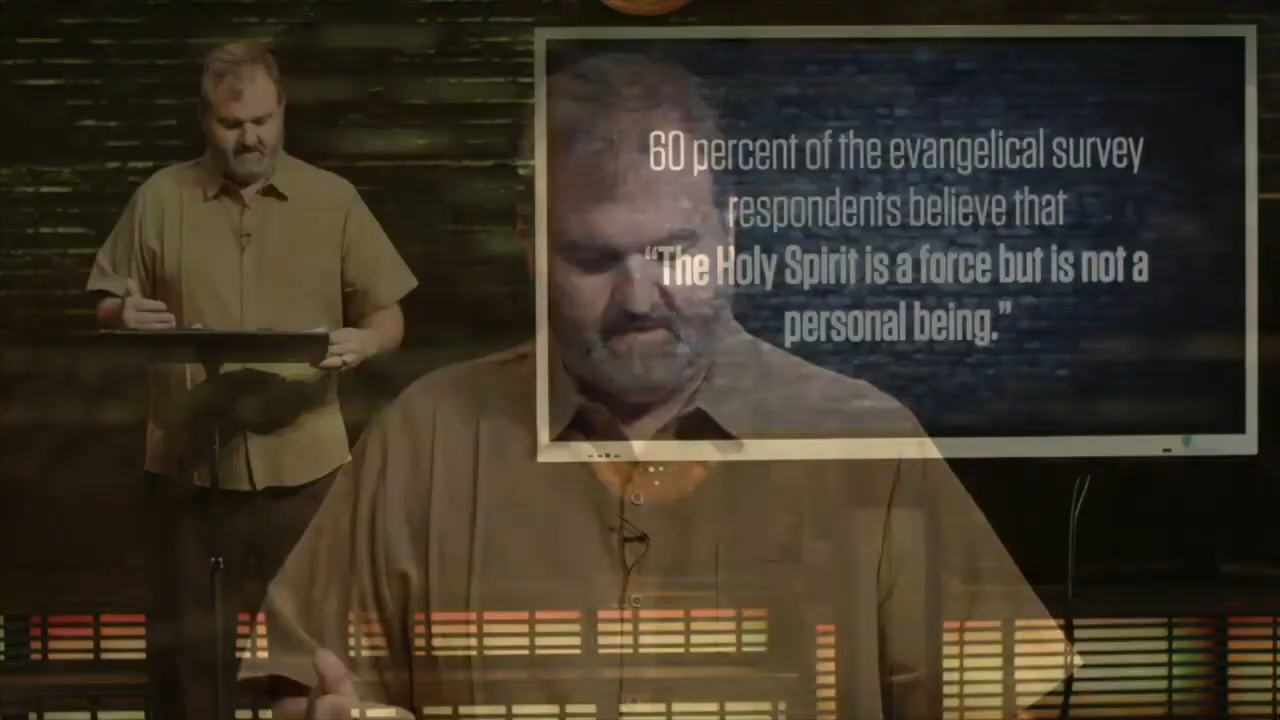 60 percent of the evangelical survey
respondents believe that
“The Holy Spirit is a force but is not a
personal being.”